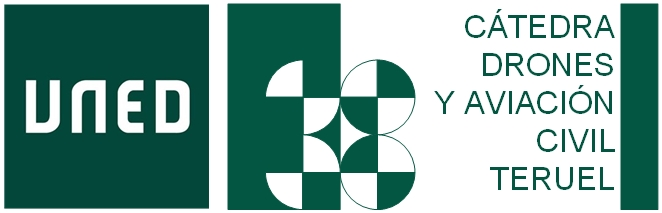 UNED
CÁTEDRA
DRONES
Y AVIACIÓN
CIVIL
TERUEL